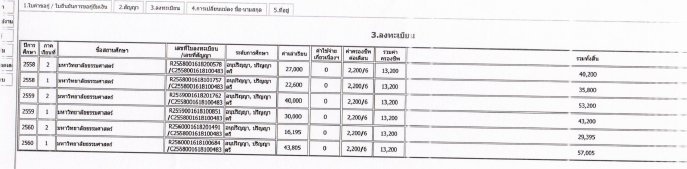 1.ใบคำขอกู้ / ใบยืนยันการขอกู้ยืมเงิน 2.สัญญา 3.ลงทะเบียน 4.การเปลี่ยนแปลง ชื่อ-นามสกุล 5.ที่อยู่
3.ลงทะเบียน
ปีการศึกษา ภาคเรียนที่ ชื่อสถานศึกษา เลขที่ใบลงทะเบียน/เลขที่สัญญา ระดับการศึกษา ค่าเล่าเรียน ค่าใช้จ่ายเกี่ยวเนื่องฯ ค่าครองชีพต่อเดือน รวมค่าครองชีพ รวมทั้งสิ้น
2558 2 มหาวิทยาลัยธรรมศาสตร์ R2558001618200578 อนุปริญญา, ปริญญา 27,000 0 2,200/6 13,200 40,200
/C2558001618100483 ตรี
2558 1 มหาวิทยาลัยธรรมศาสตร์ R2558001618101757 อนุปริญญา, ปริญญา 22,600 0 2,200/6 13,200 35,800
/C2558001618100483 ตรี
2559 2 มหาวิทยาลัยธรรมศาสตร์ R2559001618201762 อนุปริญญา, ปริญญา 40,000 0 2,200/6 13,200 53,200
/C2558001618100483 ตรี
2559 1 มหาวิทยาลัยธรรมศาสตร์ R2559001618100851 อนุปริญญา, ปริญญา 30,000 0 2,200/6 13,200 43,200
/C2558001618100483 ตรี
2560 2 มหาวิทยาลัยธรรมศาสตร์ R2560001618201491 อนุปริญญา, ปริญญา 16,195 0 2,200/6 13,200 29,395
/C2558001618100483 ตรี
2560 1 มหาวิทยาลัยธรรมศาสตร์ R2560001618100684 อนุปริญญา, ปริญญา 43,805 0 2,200/6 13,200 57,005
/C2558001618100483 ตรี